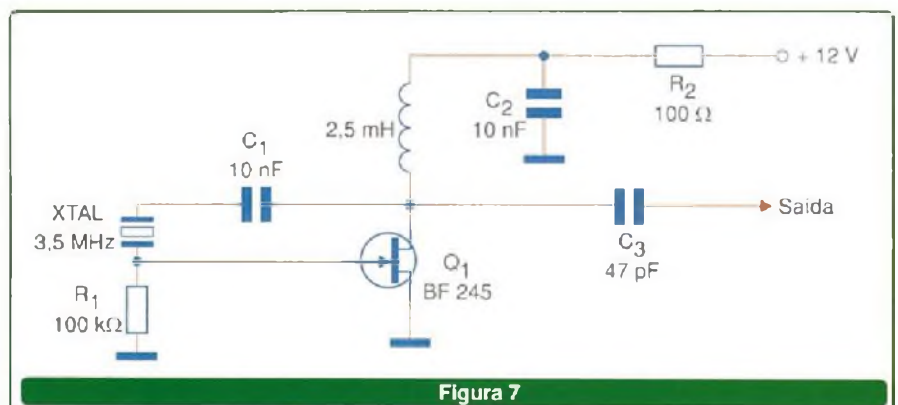 + 12 V
R2
100 Ω
C2
10 nF
2,5 mH
C1
10 nF
XTAL
3,5 MHz
Saída
C3
47 pF
Q1
BF 245
R1
100 kΩ
Figura 7